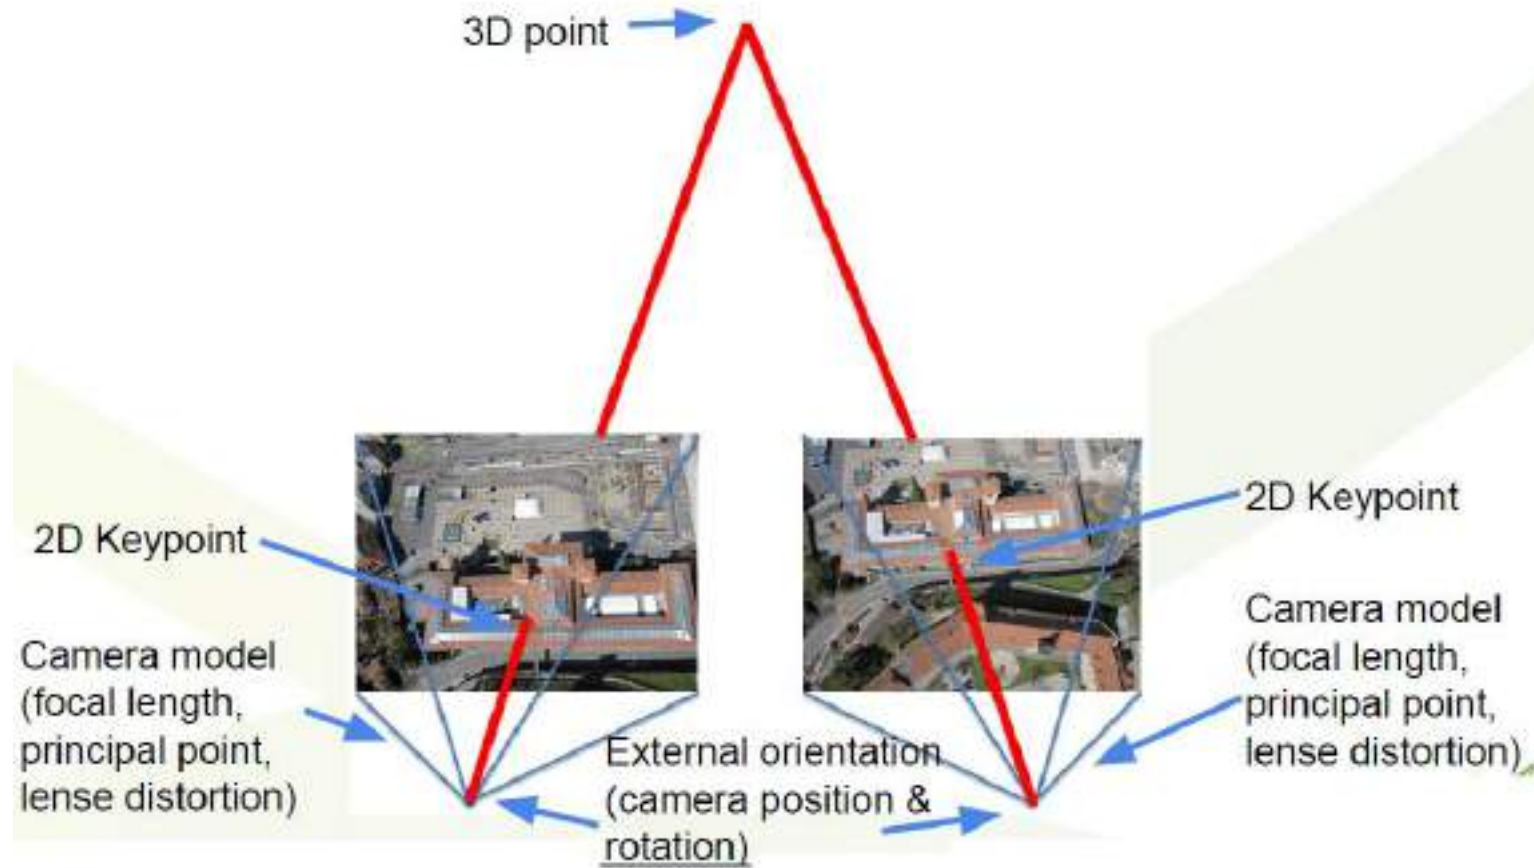 3D point
2D Keypoint
2D Keypoint
Camera model
(focal length,
principal point,
lense distortion)
External orientation
(camera position &
rotation)
Camera model
(focal length,
principal point,
lense distortion)